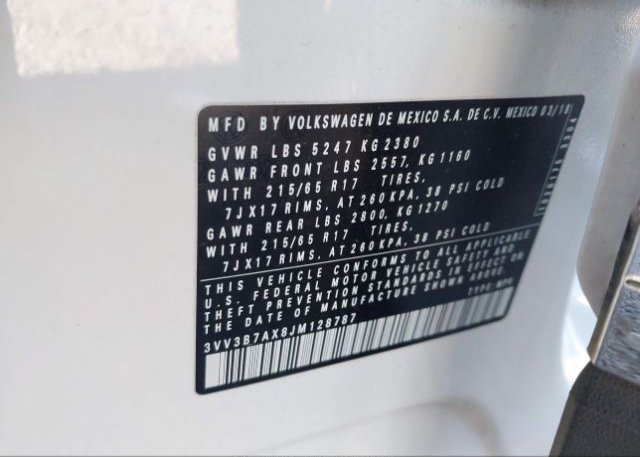 MFD BY VOLKSWAGEN DE MEXICO S.A. DE C.V. MEXICO 03/18
GVWR LBS 5247 KG 2380
GAWR FRONT LBS 2557, KG 1160
WITH 215/65 R17 TIRES,
7JX17 RIMS, AT 260 KPA, 38 PSI COLD
GAWR REAR LBS 2800, KG 1270
WITH 215/65 R17 TIRES,
7JX17 RIMS, AT 260 KPA, 38 PSI COLD
THIS VEHICLE CONFORMS TO ALL APPLICABLE
U.S. FEDERAL MOTOR VEHICLE SAFETY AND
THEFT PREVENTION STANDARDS IN EFFECT ON
THE DATE OF MANUFACTURE SHOWN ABOVE.
TYPE: MPV
3VV3B7AX8JM128787